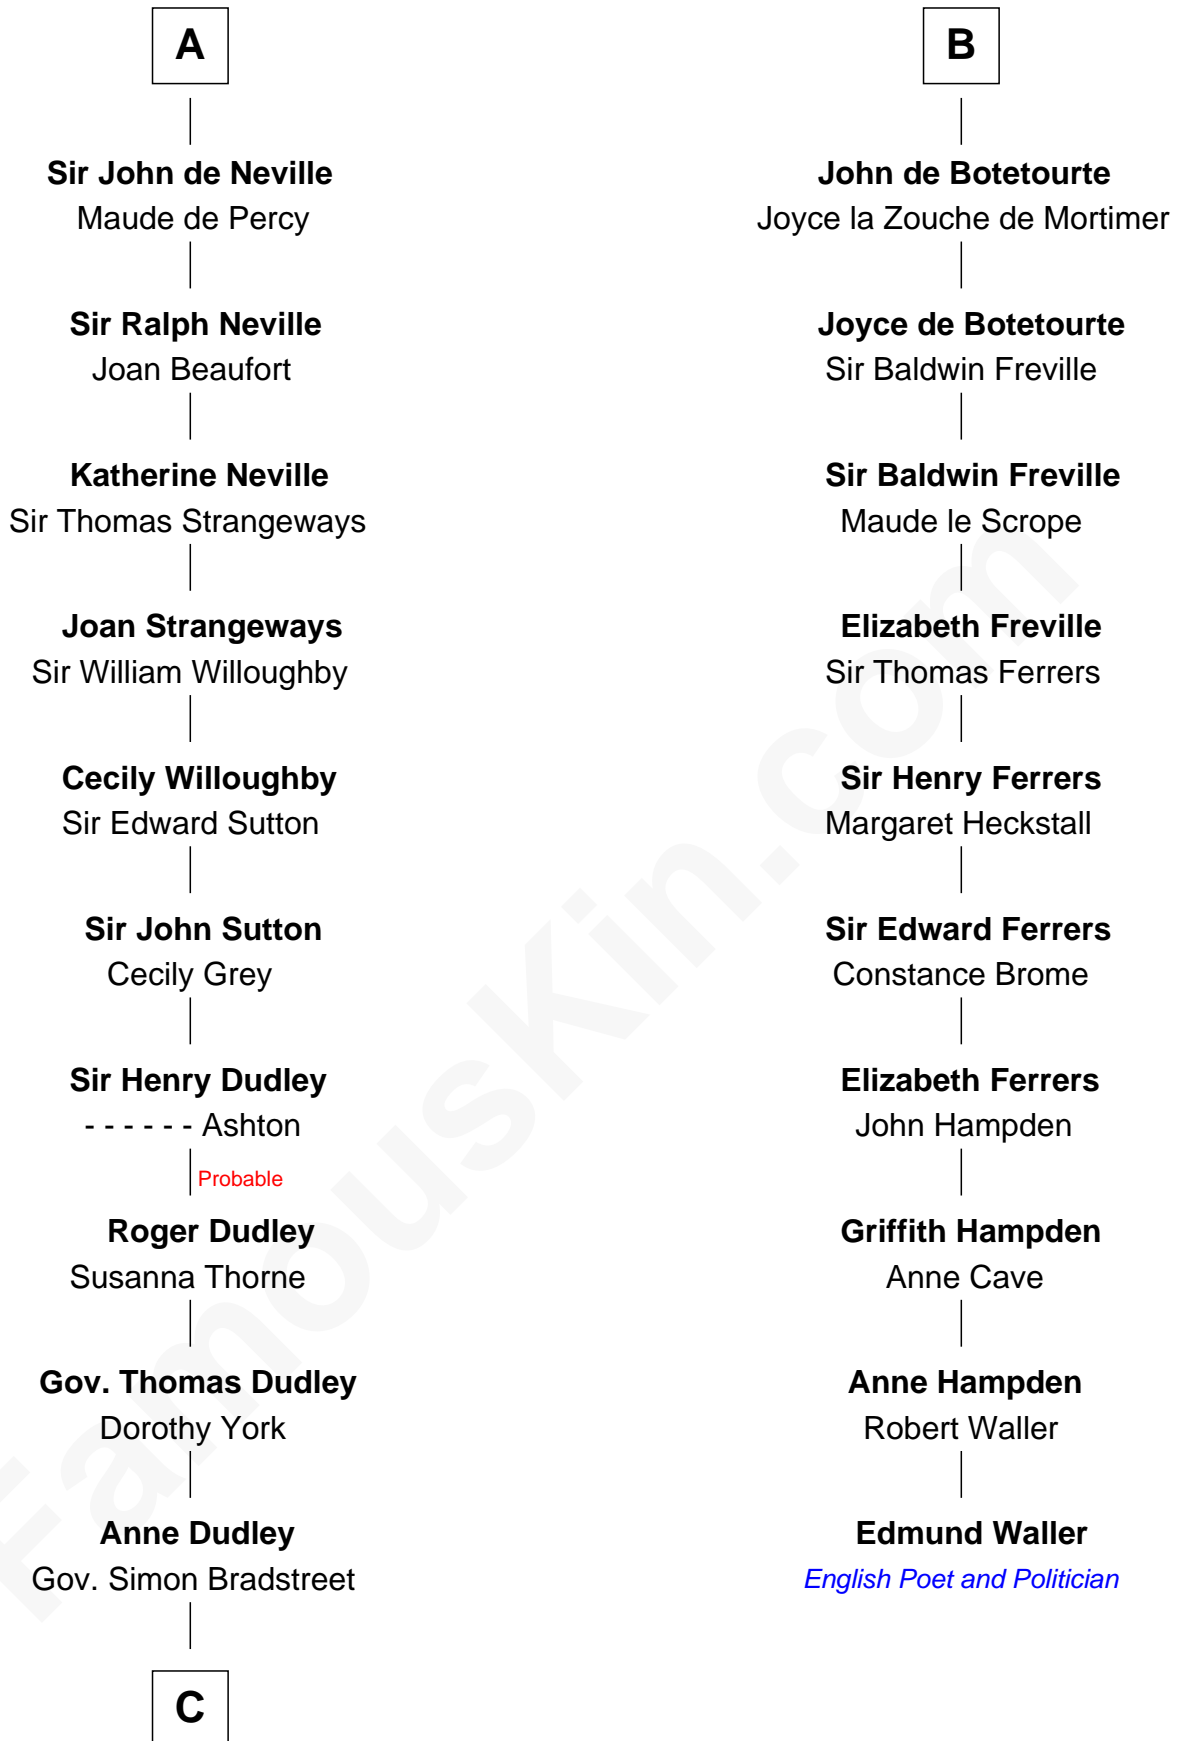 A
Sir John de Neville
Maude de Percy
Sir Ralph Neville
Joan Beaufort
Katherine Neville
Sir Thomas Strangeways
Joan Strangeways
Sir William Willoughby
Cecily Willoughby
Sir Edward Sutton
Sir John Sutton
Cecily Grey
Sir Henry Dudley
- - - - - - Ashton
Probable
Roger Dudley
Susanna Thorne
Gov. Thomas Dudley
Dorothy York
Anne Dudley
Gov. Simon Bradstreet
C
B
John de Botetourte
Joyce la Zouche de Mortimer
Joyce de Botetourte
Sir Baldwin Freville
Sir Baldwin Freville
Maude le Scrope
Elizabeth Freville
Sir Thomas Ferrers
Sir Henry Ferrers
Margaret Heckstall
Sir Edward Ferrers
Constance Brome
Elizabeth Ferrers
John Hampden
Griffith Hampden
Anne Cave
Anne Hampden
Robert Waller
Edmund Waller
English Poet and Politician
FamousKin.com